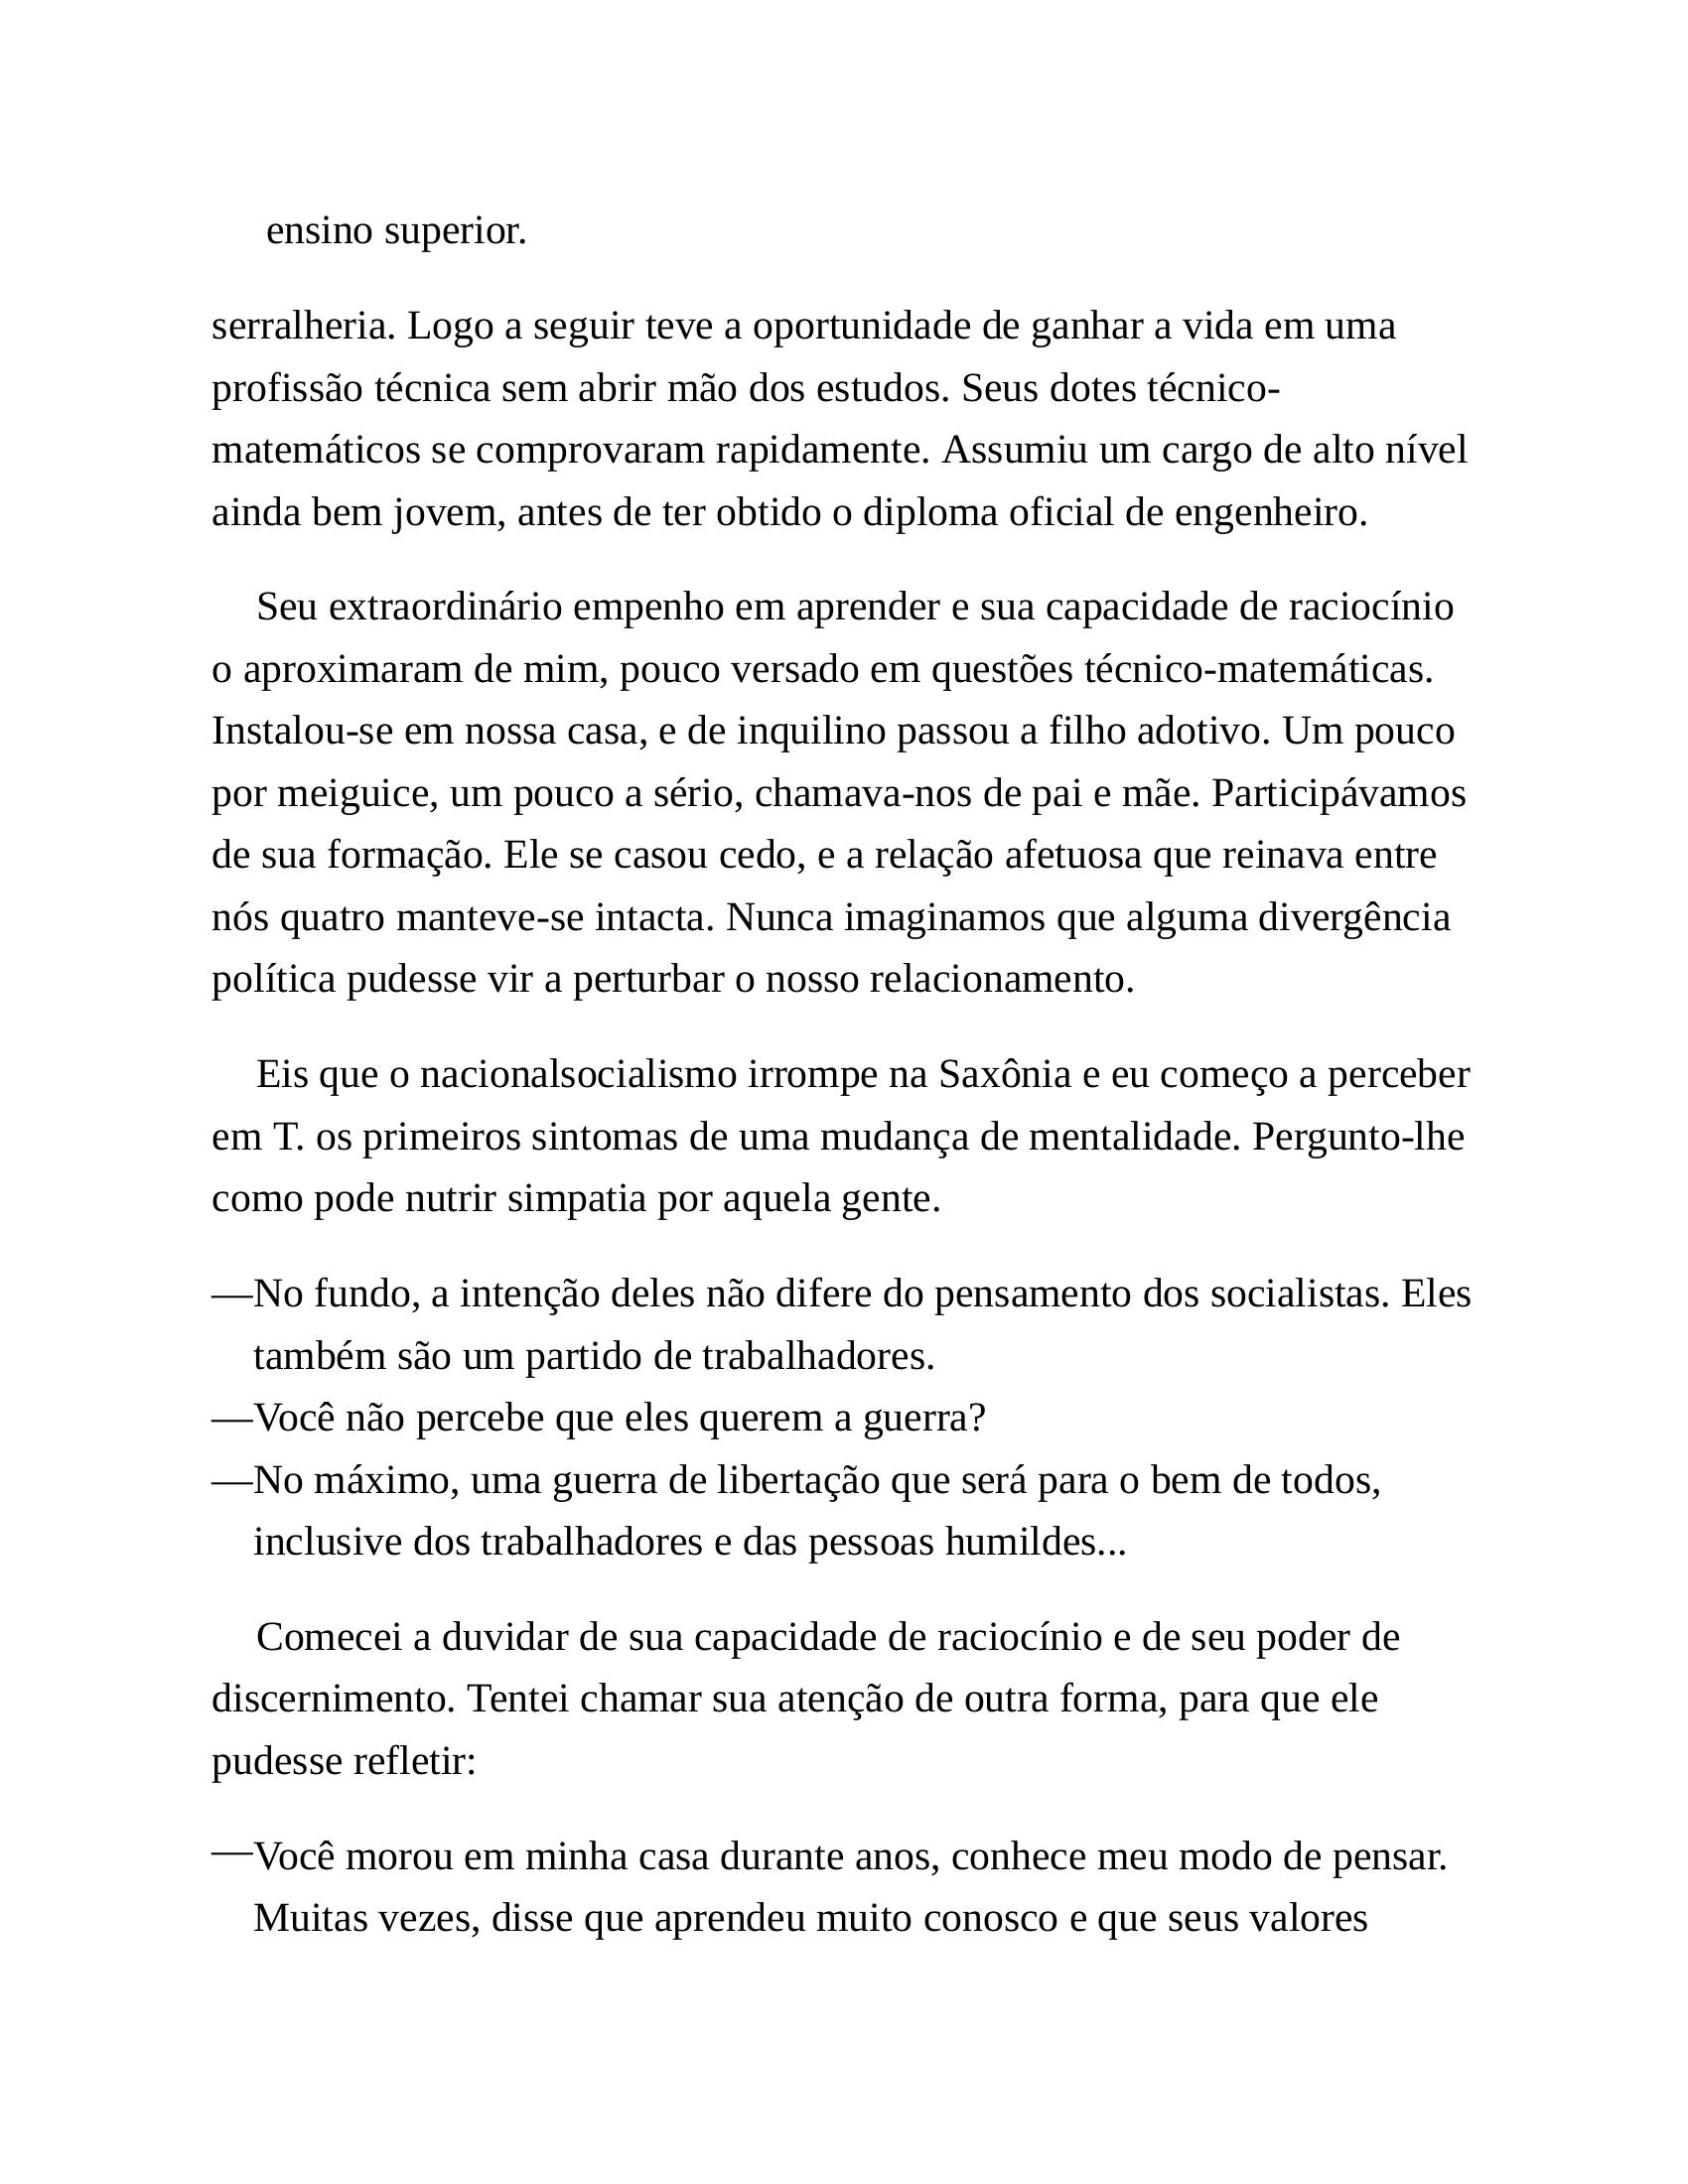 ensino superior.
serralheria. Logo a seguir teve a oportunidade de ganhar a vida em uma
profissão técnica sem abrir mão dos estudos. Seus dotes técnico-
matemáticos se comprovaram rapidamente. Assumiu um cargo de alto nível
ainda bem jovem, antes de ter obtido o diploma oficial de engenheiro.
Seu extraordinário empenho em aprender e sua capacidade de raciocínio
o aproximaram de mim, pouco versado em questões técnico-matemáticas.
Instalou-se em nossa casa, e de inquilino passou a filho adotivo. Um pouco
por meiguice, um pouco a sério, chamava-nos de pai e mãe. Participávamos
de sua formação. Ele se casou cedo, e a relação afetuosa que reinava entre
nós quatro manteve-se intacta. Nunca imaginamos que alguma divergência
política pudesse vir a perturbar o nosso relacionamento.
Eis que o nacionalsocialismo irrompe na Saxônia e eu começo a perceber
em T. os primeiros sintomas de uma mudança de mentalidade. Pergunto-lhe
como pode nutrir simpatia por aquela gente.
—No fundo, a intenção deles não difere do pensamento dos socialistas. Eles
também são um partido de trabalhadores.
—Você não percebe que eles querem a guerra?
—No máximo, uma guerra de libertação que será para o bem de todos,
inclusive dos trabalhadores e das pessoas humildes...
Comecei a duvidar de sua capacidade de raciocínio e de seu poder de
discernimento. Tentei chamar sua atenção de outra forma, para que ele
pudesse refletir:
—Você morou em minha casa durante anos, conhece meu modo de pensar.
Muitas vezes, disse que aprendeu muito conosco e que seus valores